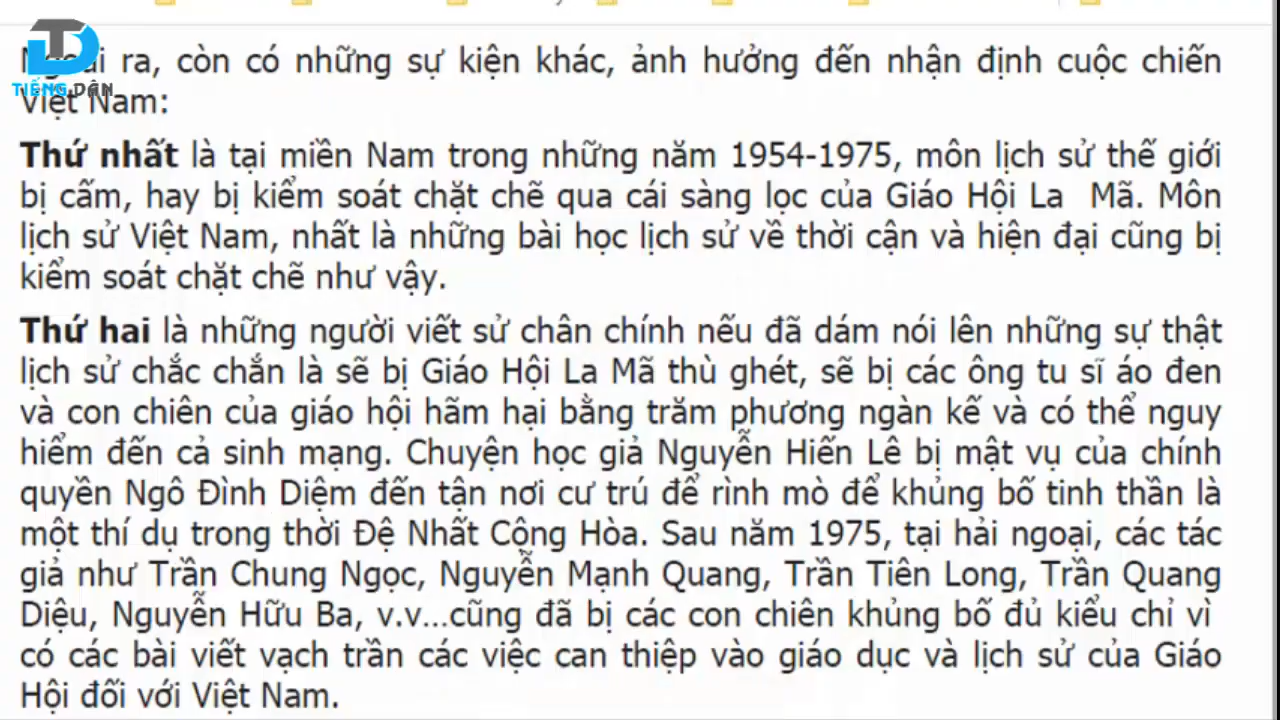 Ngoài ra, còn có những sự kiện khác, ảnh hưởng đến nhận định cuộc chiến
TIẾNG DÂN
Việt Nam:
Thứ nhất là tại miền Nam trong những năm 1954-1975, môn lịch sử thế giới
bị cấm, hay bị kiểm soát chặt chẽ qua cái sàng lọc của Giáo Hội La Mã. Môn
lịch sử Việt Nam, nhất là những bài học lịch sử về thời cận và hiện đại cũng bị
kiểm soát chặt chẽ như vậy.
Thứ hai là những người viết sử chân chính nếu đã dám nói lên những sự thật
lịch sử chắc chắn là sẽ bị Giáo Hội La Mã thù ghét, sẽ bị các ông tu sĩ áo đen
và con chiên của giáo hội hãm hại bằng trăm phương ngàn kế và có thể nguy
hiểm đến cả sinh mạng. Chuyện học giả Nguyễn Hiến Lê bị mật vụ của chính
quyền Ngô Đình Diệm đến tận nơi cư trú để rình mò để khủng bố tinh thần là
một thí dụ trong thời Đệ Nhất Cộng Hòa. Sau năm 1975, tại hải ngoại, các tác
giả như Trần Chung Ngọc, Nguyễn Mạnh Quang, Trần Tiên Long, Trần Quang
Diệu, Nguyễn Hữu Ba, v.v...cũng đã bị các con chiên khủng bố đủ kiểu chỉ vì
có các bài viết vạch trần các việc can thiệp vào giáo dục và lịch sử của Giáo
Hội đối với Việt Nam.